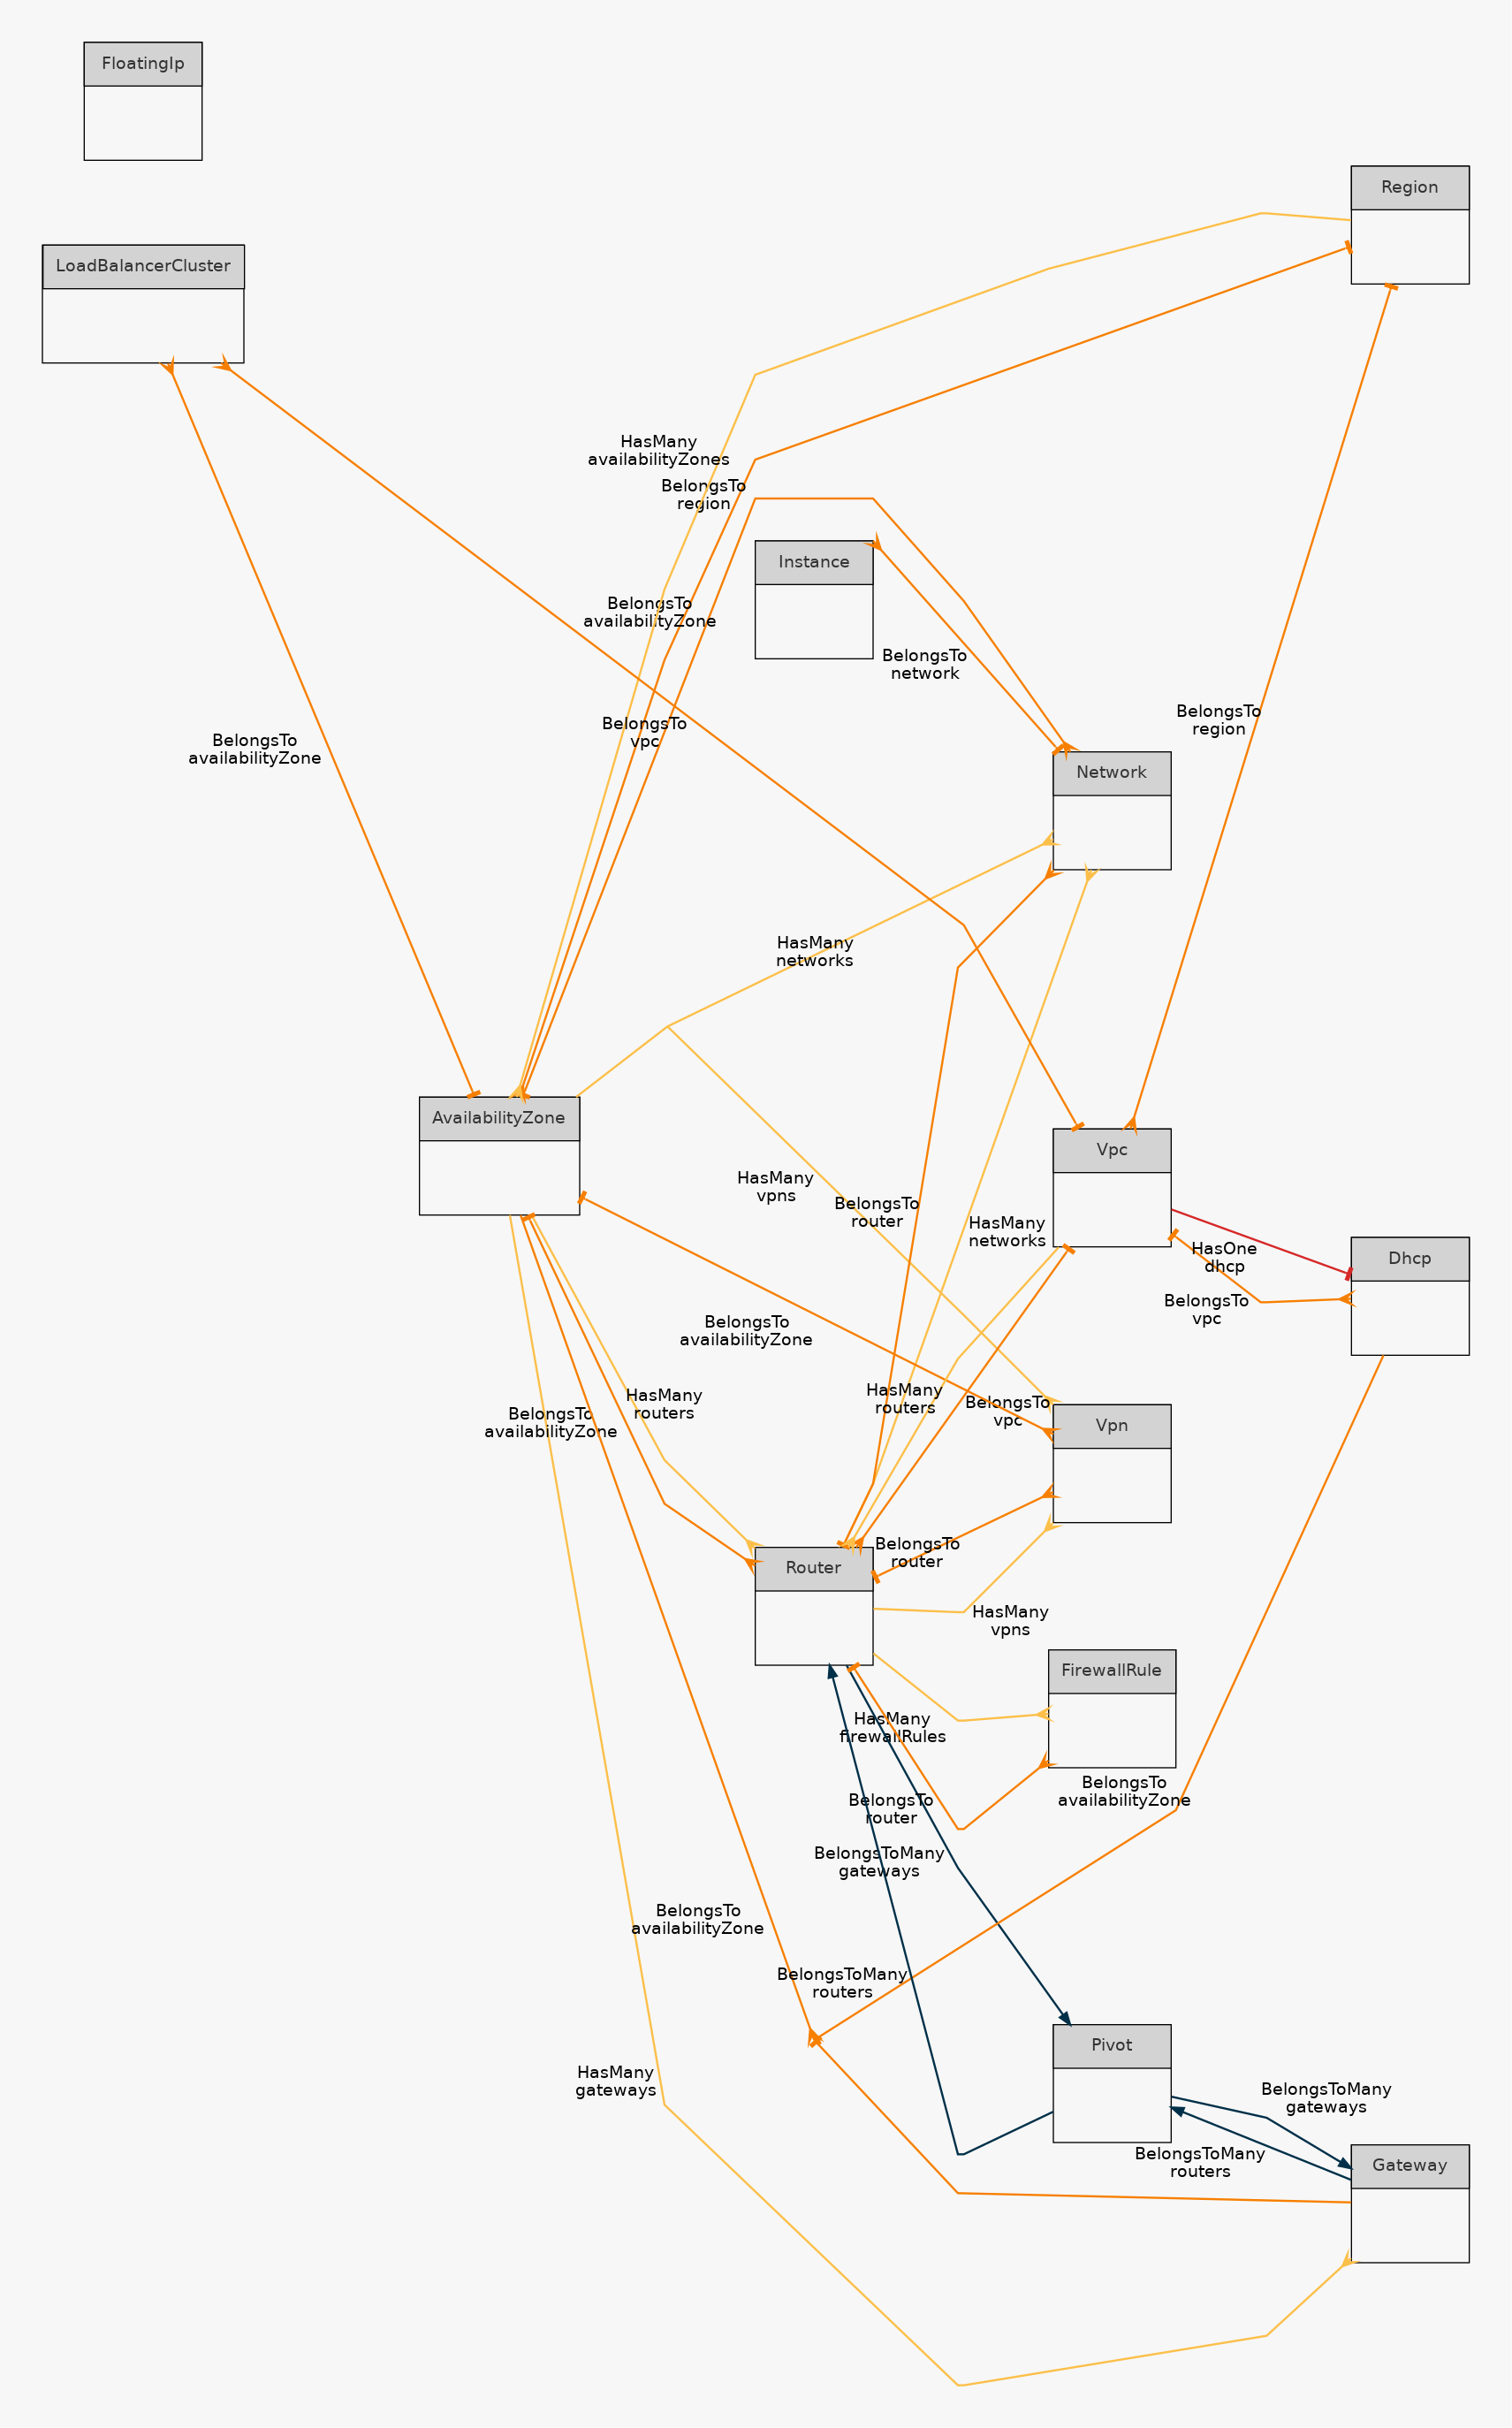 FloatingIp
Region
LoadBalancerCluster
HasMany
availabilityZones
BelongsTo
region
Instance
BelongsTo
availabilityZone
BelongsTo
network
BelongsTo
region
BelongsTo
vpc
BelongsTo
availabilityZone
Network
HasMany
networks
AvailabilityZone
Vpc
HasMany
vpns
BelongsTo
router
HasMany
networks
HasOne
dhcp
Dhcp
BelongsTo
vpc
BelongsTo
availabilityZone
HasMany
routers
HasMany
routers
BelongsTo
vpc
BelongsTo
availabilityZone
Vpn
BelongsTo
router
Router
HasMany
vpns
FirewallRule
HasMany
firewallRules
BelongsTo
availabilityZone
BelongsTo
router
BelongsToMany
gateways
BelongsTo
availabilityZone
BelongsToMany
routers
Pivot
HasMany
gateways
BelongsToMany
gateways
BelongsToMany
routers
Gateway